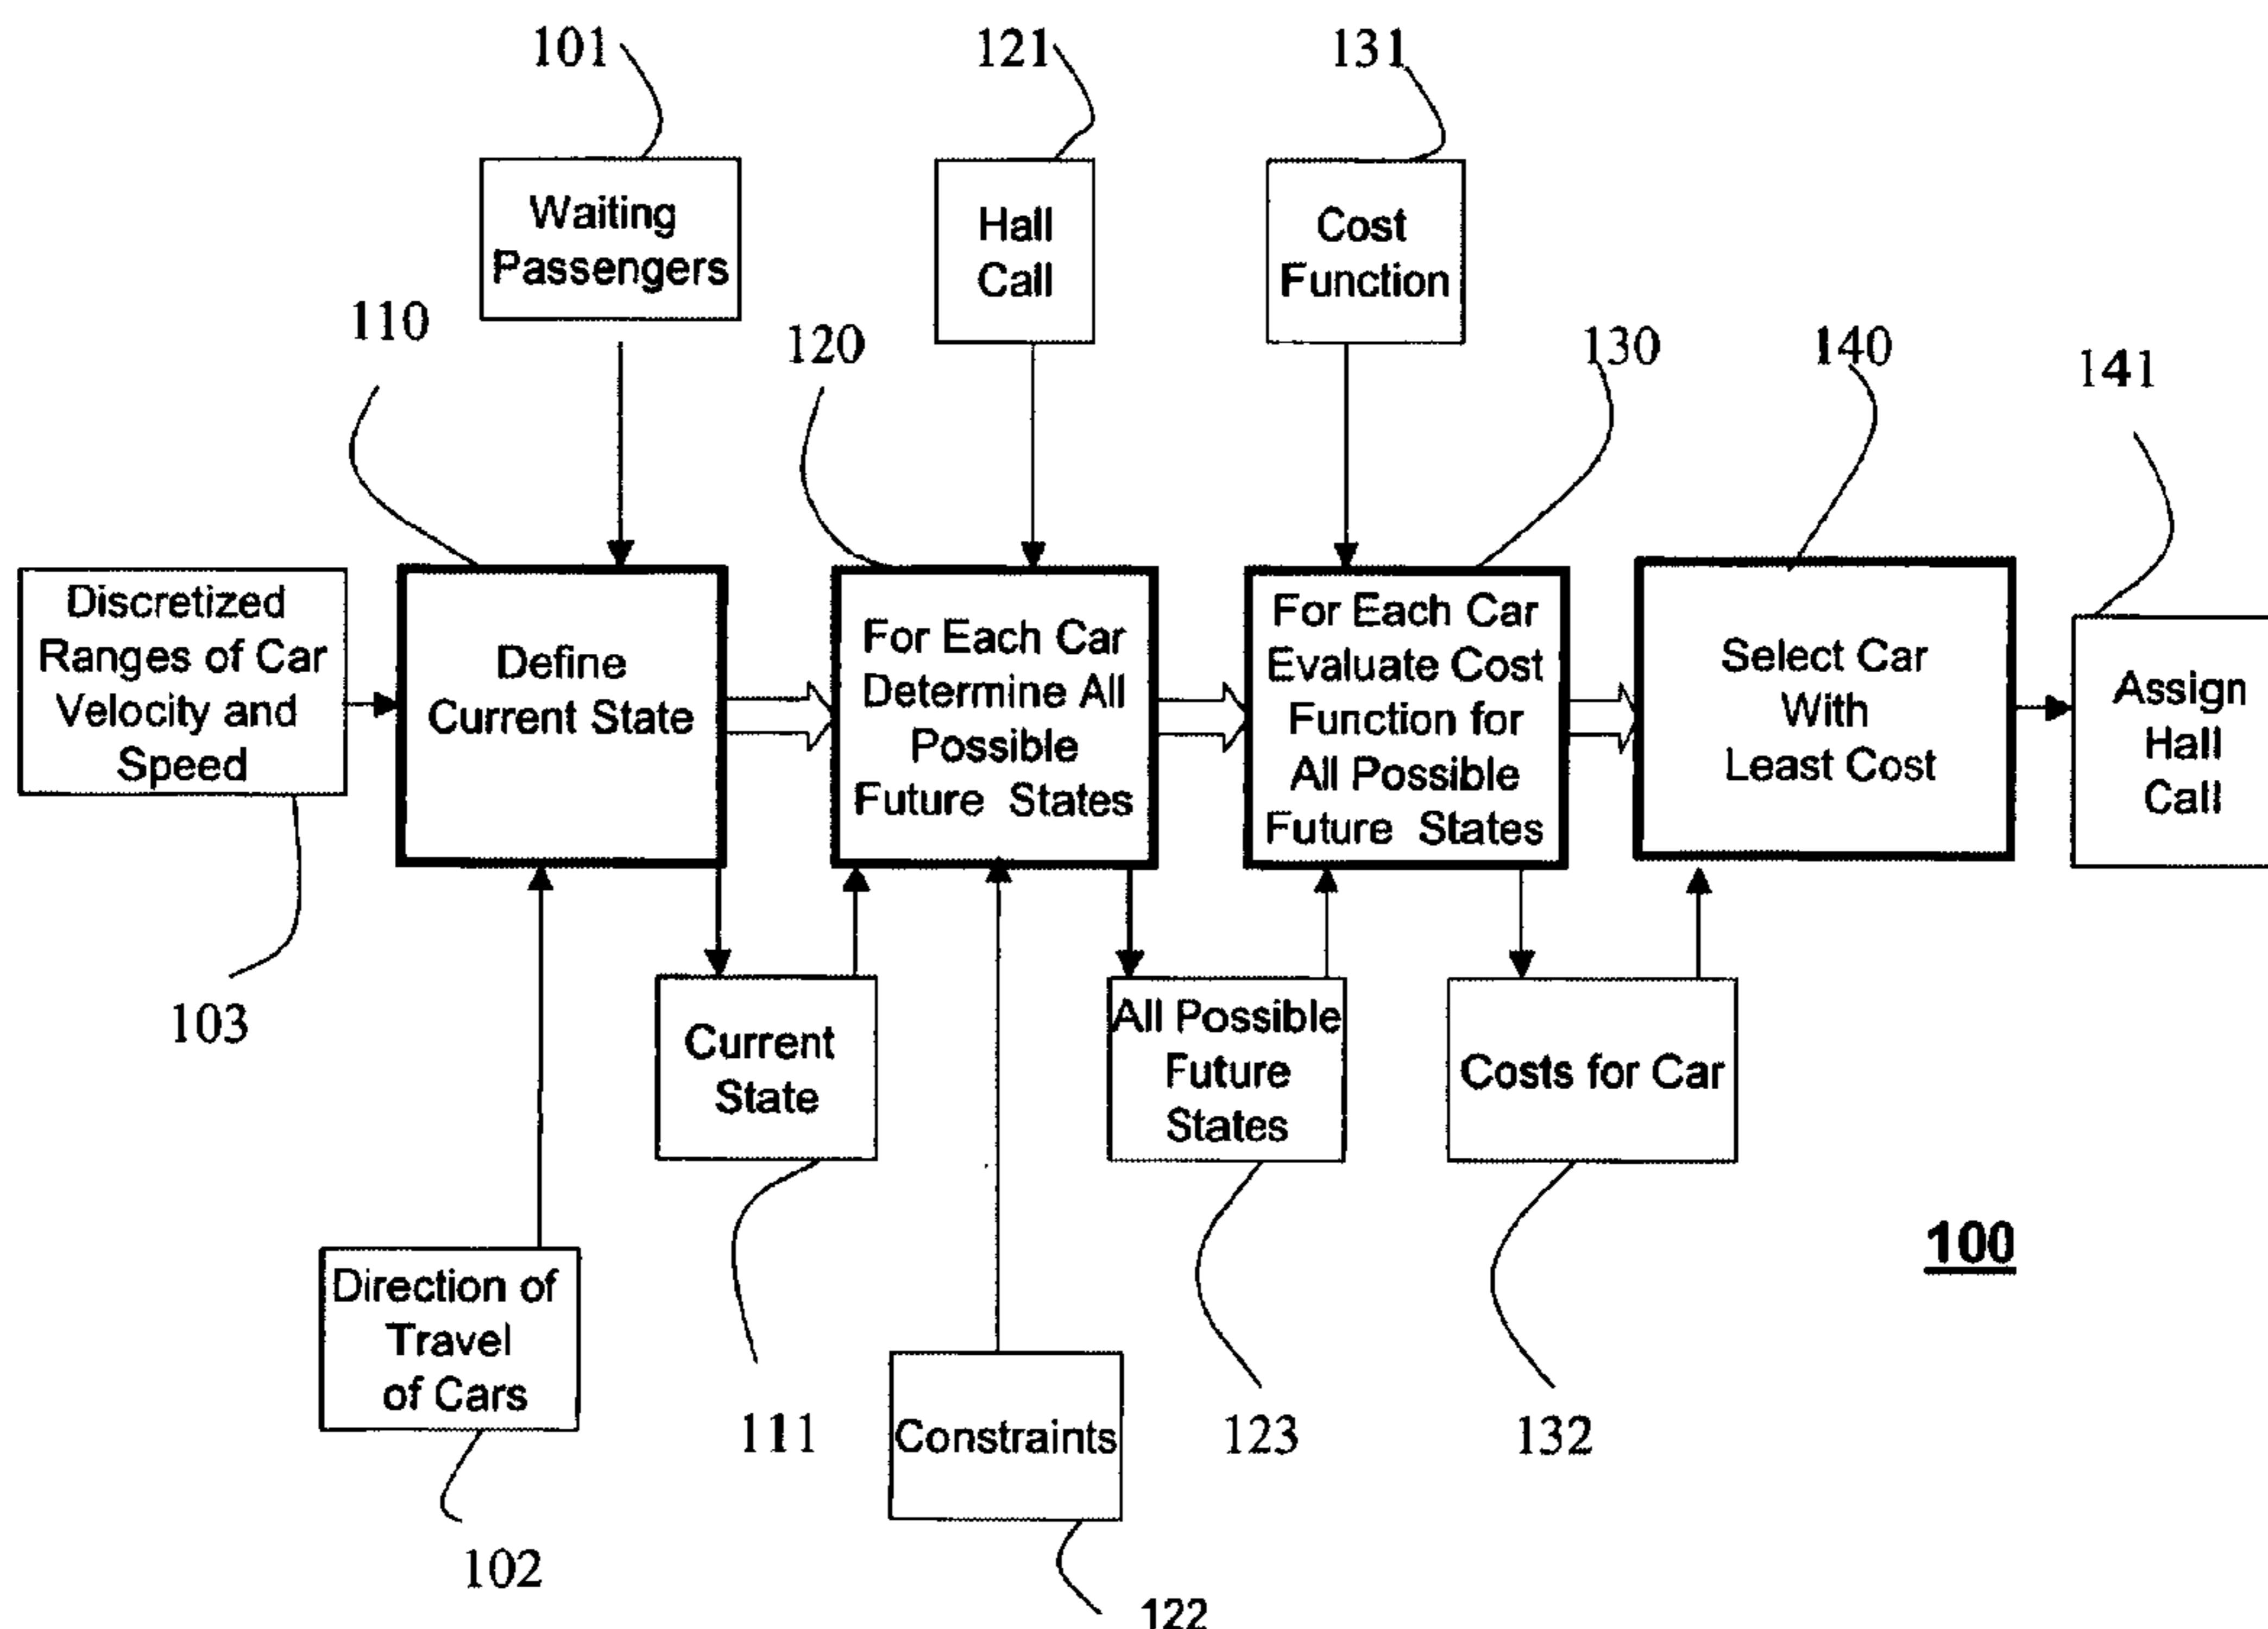 101
121
131
Waiting
Passengers
Hall
Call
Cost
Function
110
120
130
140
141
Discretized
Ranges of Car
Velocity and
Speed
Define
Current State
For Each Car
Determine All
Possible
Future States
For Each Car
Evaluate Cost
Function for
All Possible
Future States
Select Car
With
Least Cost
Assign
Hall
Call
103
Current
State
All Possible
Future
States
Costs for Car
100
Direction of
Travel
of Cars
111
Constraints
123
132
102
122